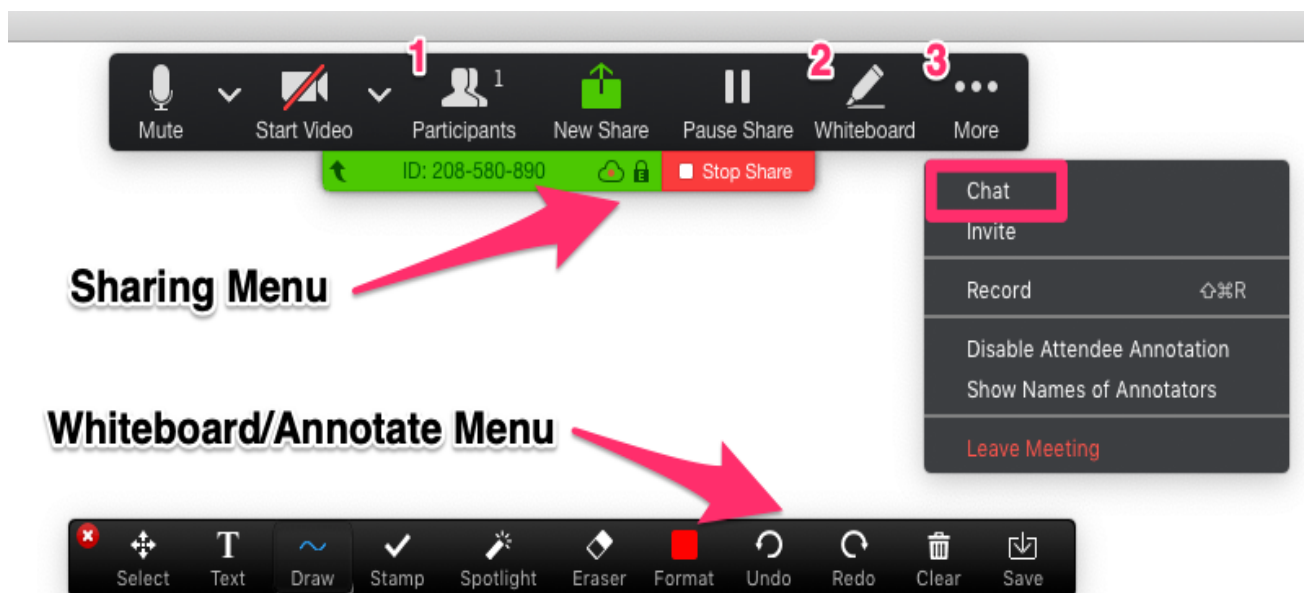 1 2 3
1
Mute Start Video Participants New Share Pause Share Whiteboard More
ID: 208-580-890 E Stop Share
Chat
Invite
Sharing Menu
Record ⇧⌘R
Disable Attendee Annotation
Show Names of Annotators
Whiteboard/Annotate Menu
Leave Meeting
T
Select Text Draw Stamp Spotlight Eraser Format Undo Redo Clear Save